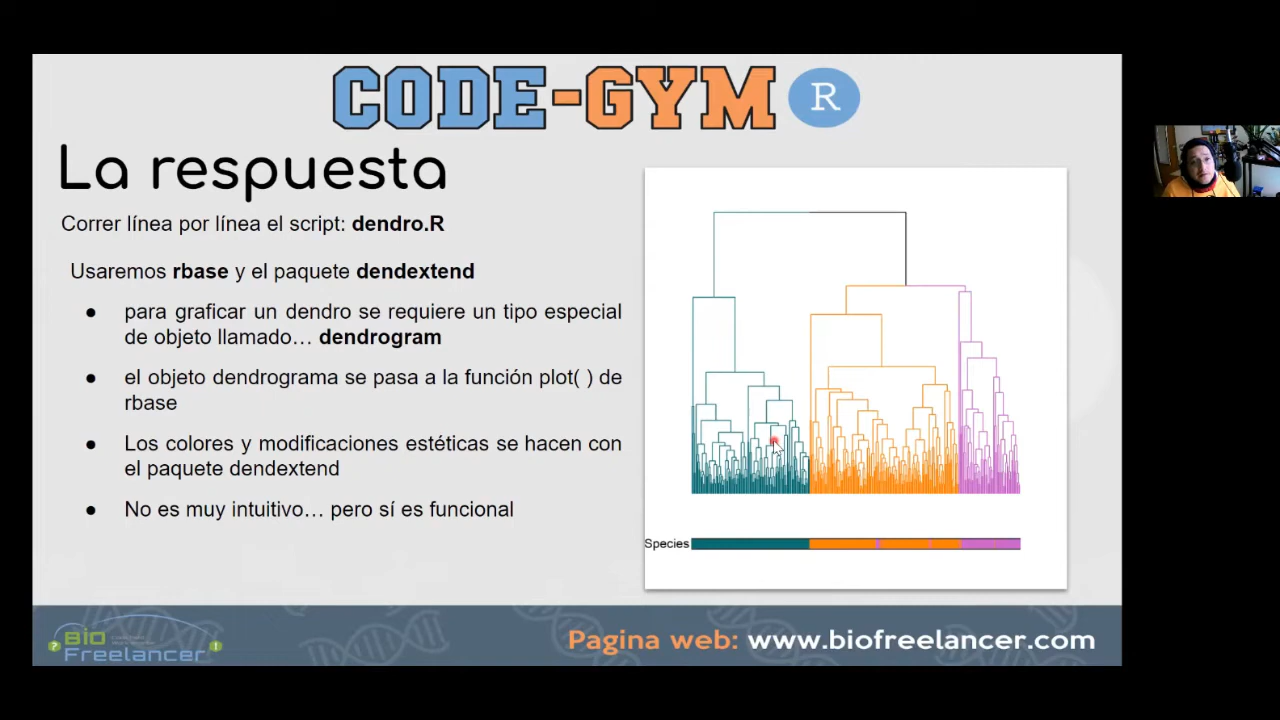 CODE-GYM R
La respuesta
Correr línea por línea el script: dendro.R
Usaremos rbase y el paquete dendextend
● para graficar un dendro se requiere un tipo especial
de objeto llamado… dendrogram
● el objeto dendrograma se pasa a la función plot( ) de
rbase
● Los colores y modificaciones estéticas se hacen con
el paquete dendextend
● No es muy intuitivo… pero sí es funcional
Species
? Bio
Freelancer !
Pagina web: www.biofreelancer.com